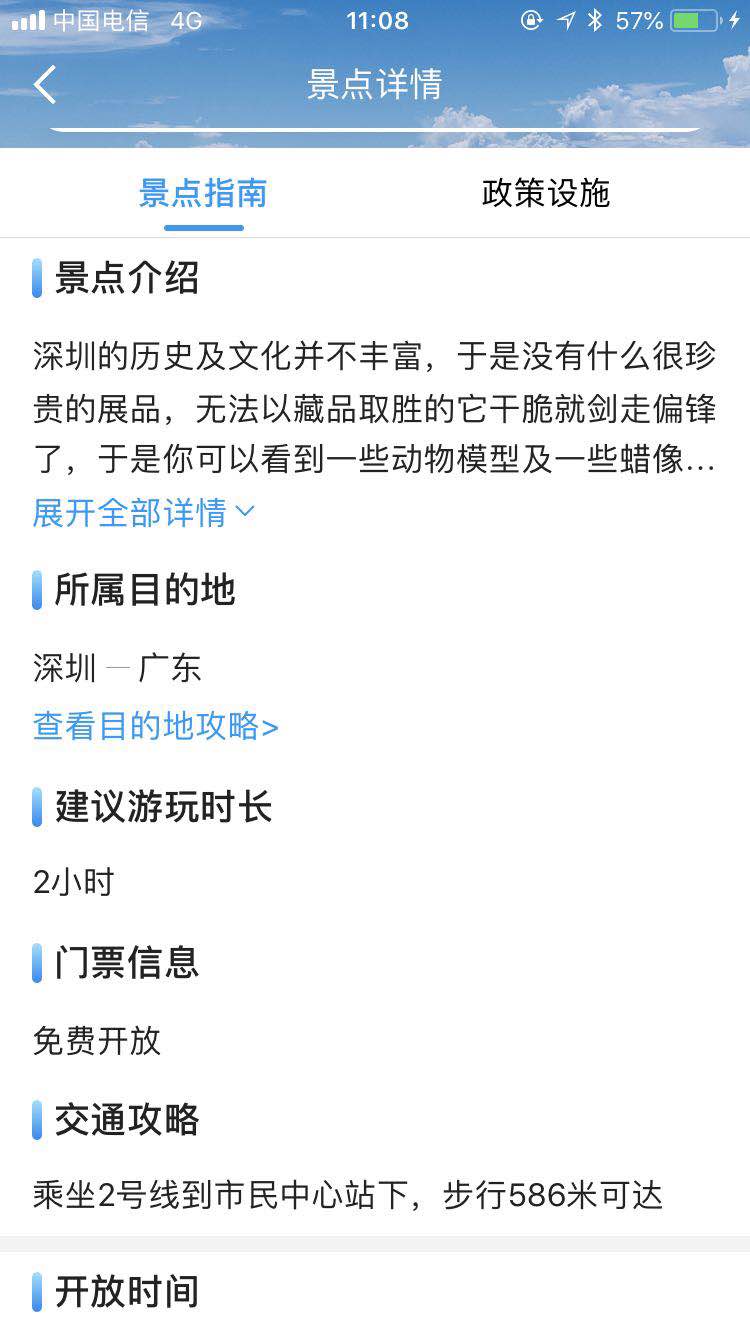 中国电信 4G 11:08 57%
景点详情
景点指南 政策设施
景点介绍
深圳的历史及文化并不丰富，于是没有什么很珍
贵的展品，无法以藏品取胜的它干脆就剑走偏锋
了，于是你可以看到一些动物模型及一些蜡像...
展开全部详情
所属目的地
深圳 — 广东
查看目的地攻略>
建议游玩时长
2小时
门票信息
免费开放
交通攻略
乘坐2号线到市民中心站下，步行586米可达
开放时间